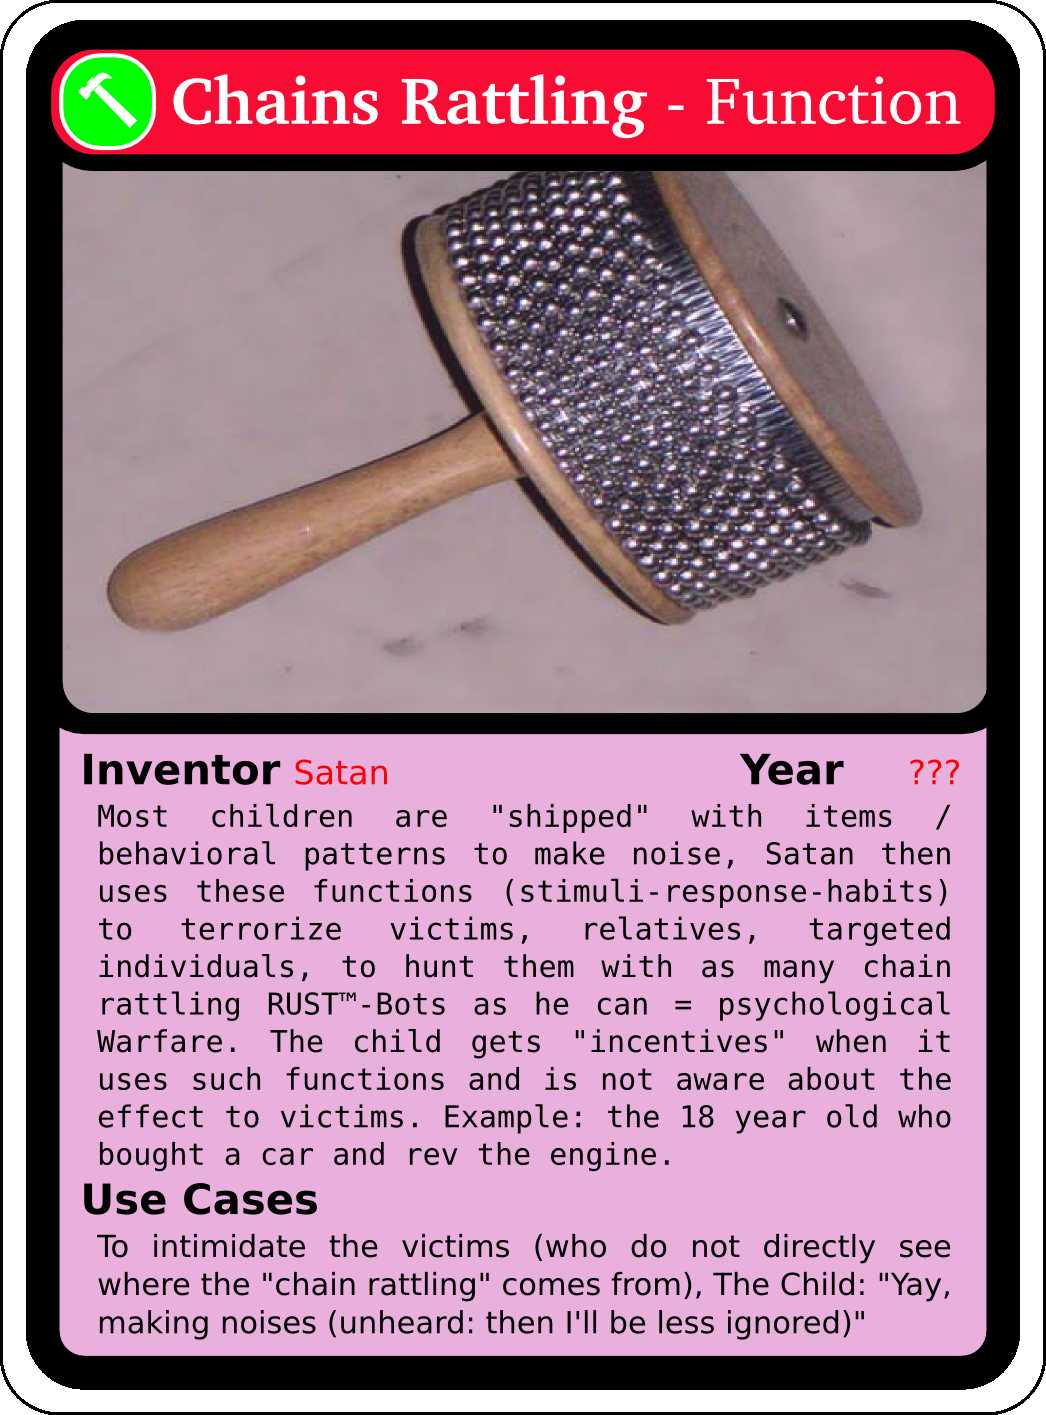 Chains Rattling - Function
Inventor Satan Year ???
Most children are "shipped" with items /
behavioral patterns to make noise, Satan then
uses these functions (stimuli-response-habits)
to terrorize victims, relatives, targeted
individuals, to hunt them with as many chain
rattling RUST™-Bots as he can = psychological
Warfare. The child gets "incentives" when it
uses such functions and is not aware about the
effect to victims. Example: the 18 year old who
bought a car and rev the engine.
Use Cases
To intimidate the victims (who do not directly see
where the "chain rattling" comes from), The Child: "Yay,
making noises (unheard: then I'll be less ignored)"